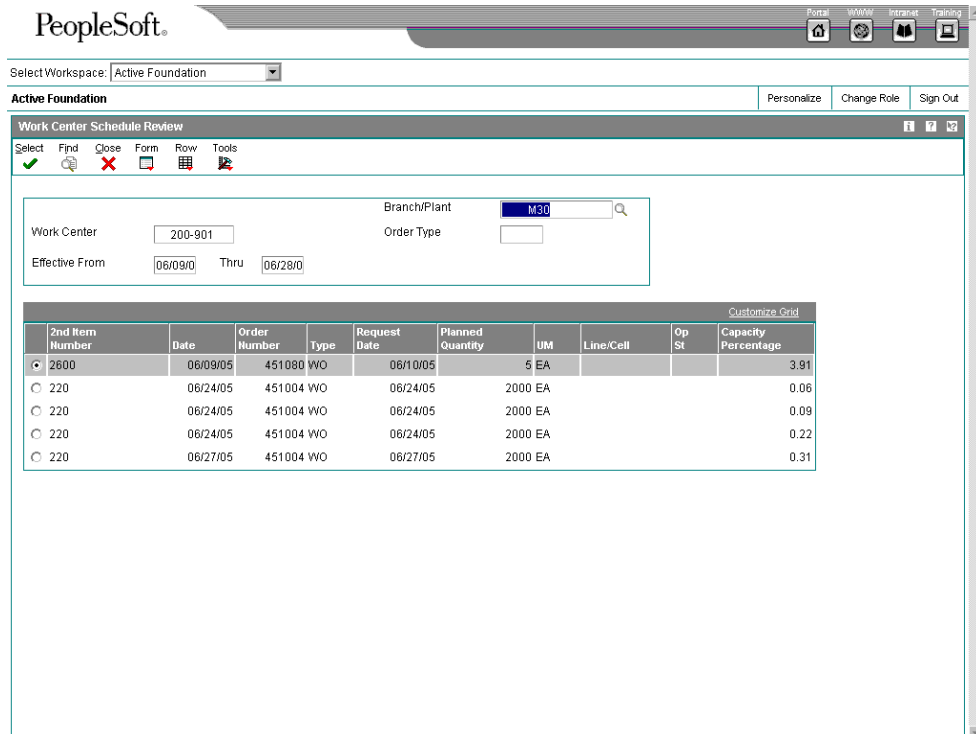 Portal WWW Intranet Training
PeopleSoft.
Select Workspace: Active Foundation
Active Foundation Personalize Change Role Sign Out
Work Center Schedule Review i ? ?
Select Find Close Form Row Tools
Branch/Plant M30
Work Center 200-901 Order Type
Effective From 06/09/0 Thru 06/28/0
Customize Grid
2nd Item Order Request Planned Op Capacity
Number Date Number Type Date Quantity UM Line/Cell St Percentage
2600 06/09/05 451080 WO 06/10/05 5 EA 3.91
220 06/24/05 451004 WO 06/24/05 2000 EA 0.06
220 06/24/05 451004 WO 06/24/05 2000 EA 0.09
220 06/24/05 451004 WO 06/24/05 2000 EA 0.22
220 06/27/05 451004 WO 06/27/05 2000 EA 0.31